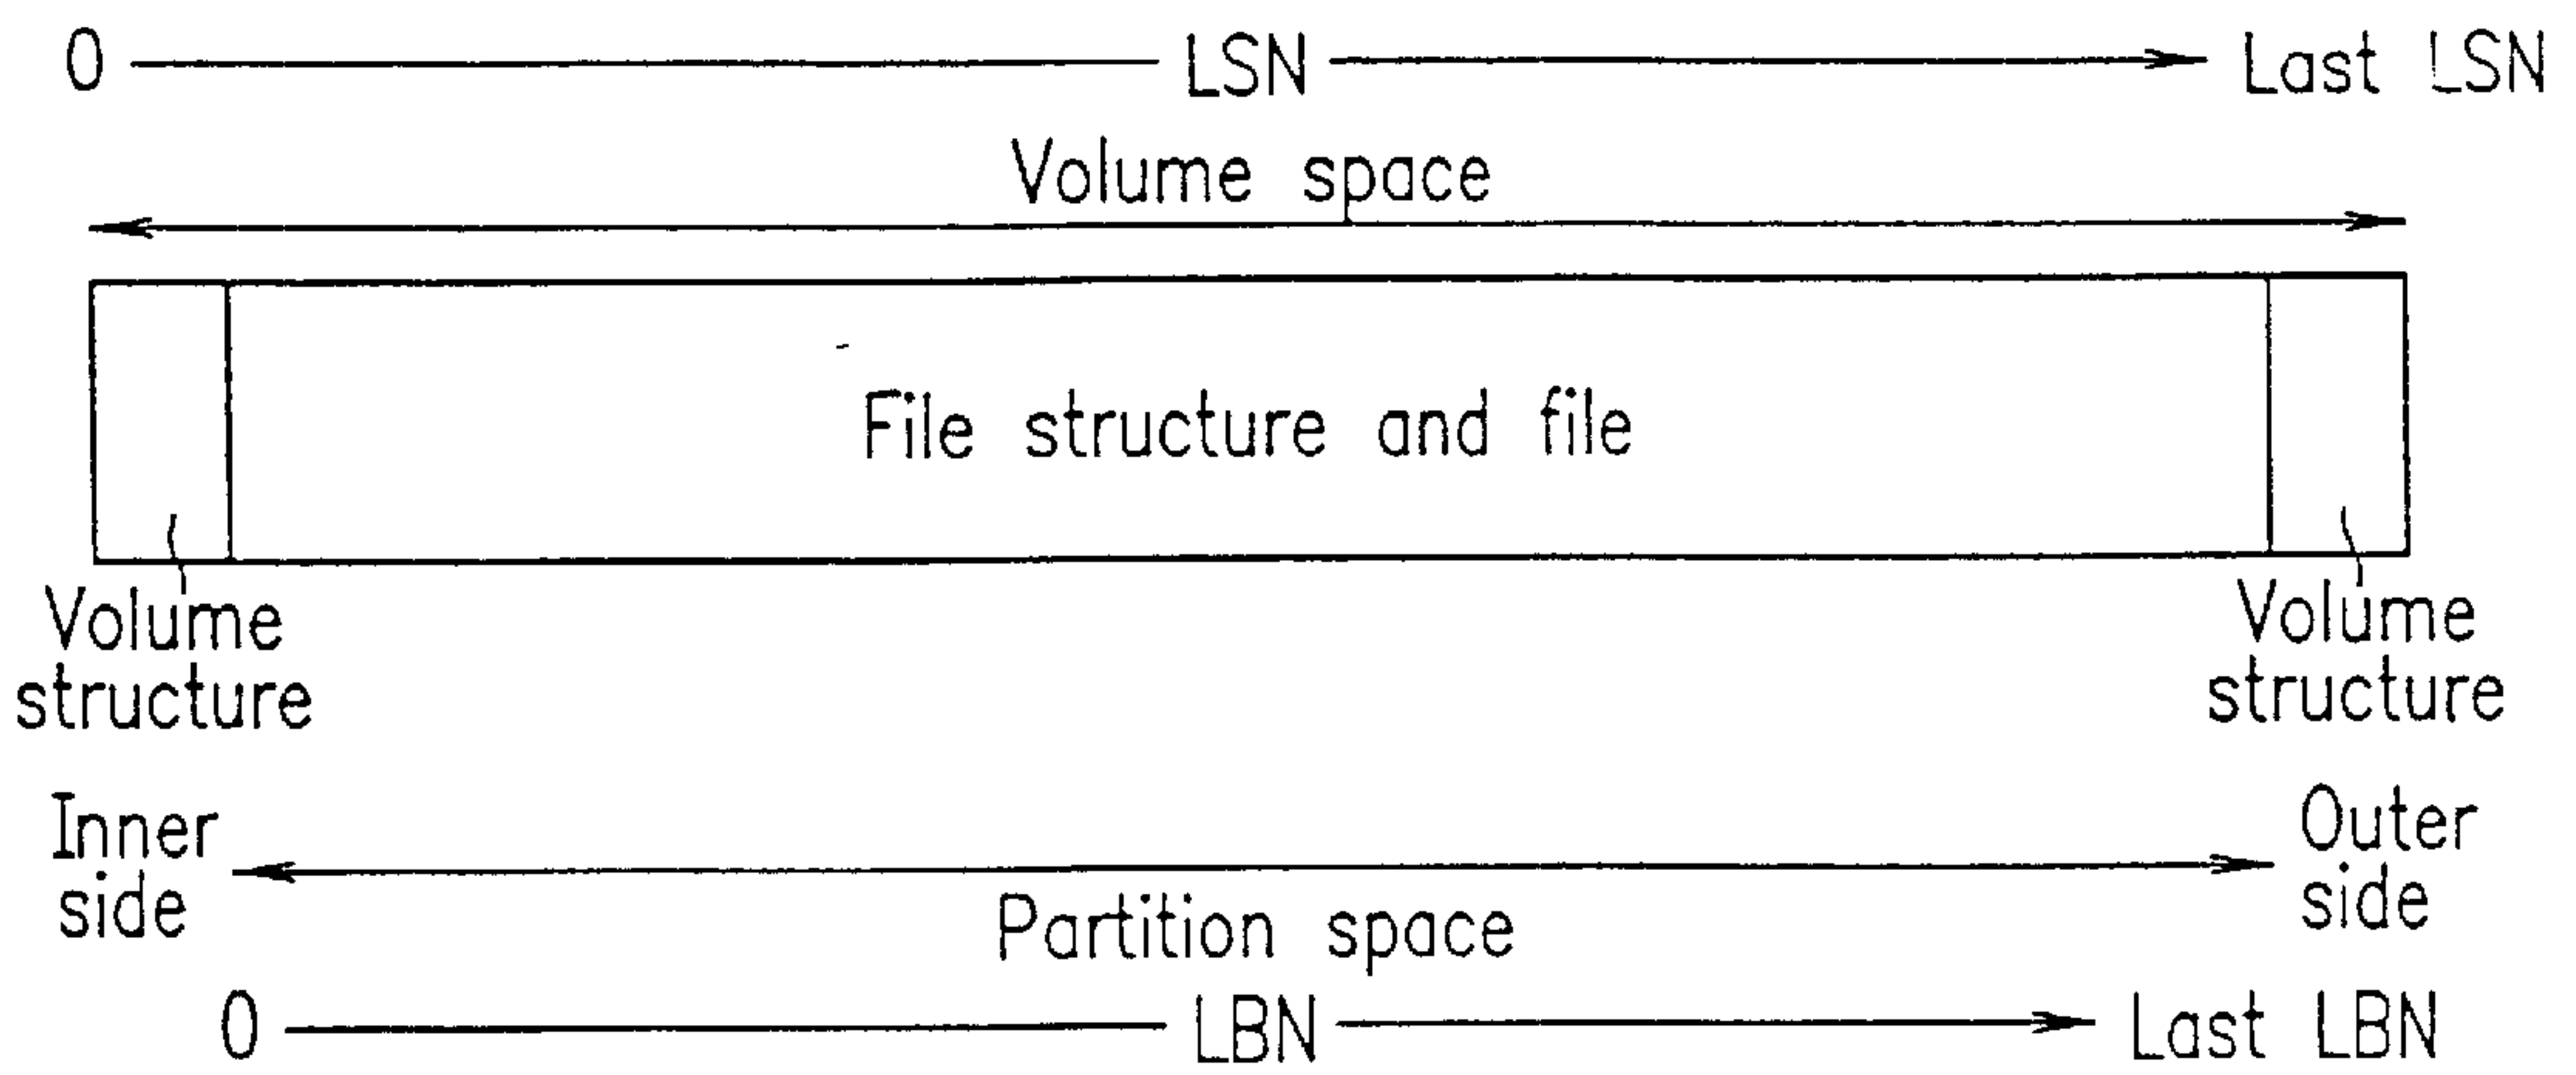 0 LSN Last LSN
Volume space
File structure and file
Volume
structure
Volume
structure
Inner
side
Outer
side
Partition space
0 LBN Last LBN